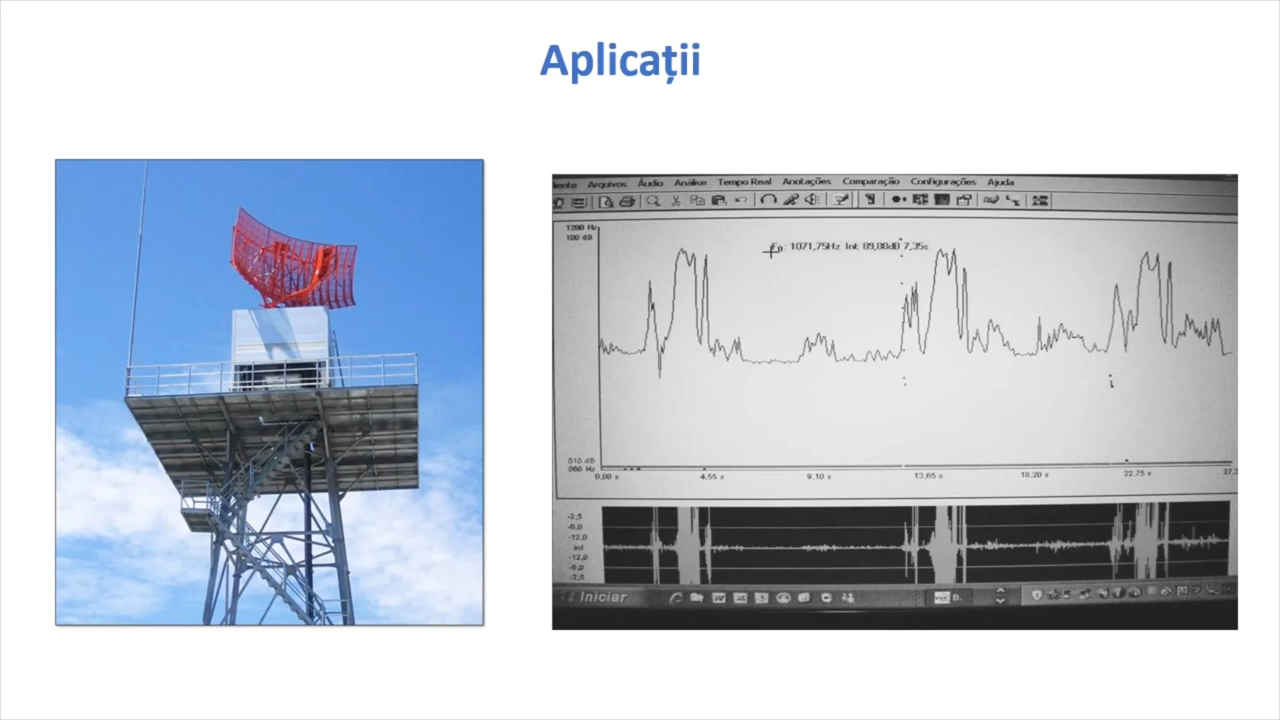 Aplicații
Arquivos Áudio Análise Tempo Real Anotações Comparação Configurações Ajuda
1200 Hz
100 dB
Fo: 1071,75Hz Int: 89,88dB 7,35s
010 dB
060 Hz
0,00 s 4,55 s 9,10 s 13,65 s 18,20 s 22,75 s
-2,5
-6,0
-12,0
int
-12,0
-6,0
-2,5
Iniciar